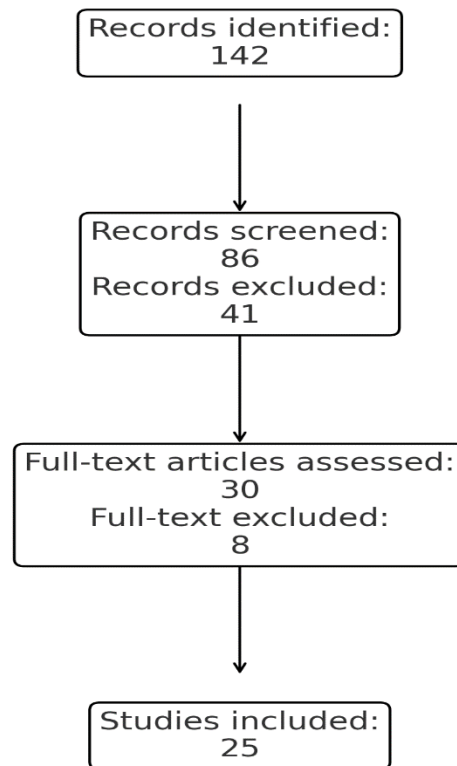 Records identified:
142
Records screened:
86
Records excluded:
41
Full-text articles assessed:
30
Full-text excluded:
8
Studies included:
25